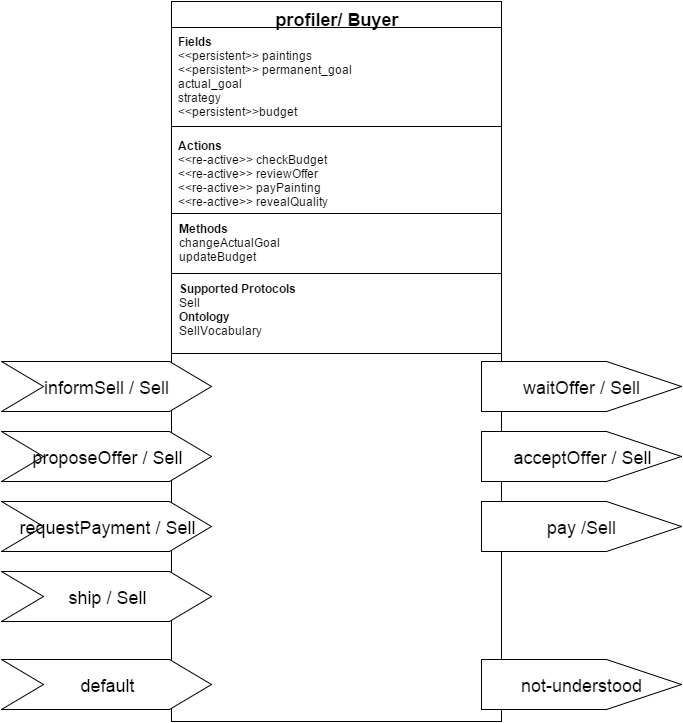 profiler/ Buyer
Fields
<<persistent>> paintings
<<persistent>> permanent_goal
actual_goal
strategy
<<persistent>>budget
Actions
<<re-active>> checkBudget
<<re-active>> reviewOffer
<<re-active>> payPainting
<<re-active>> revealQuality
Methods
changeActualGoal
updateBudget
Supported Protocols
Sell
Ontology
SellVocabulary
informSell / Sell
waitOffer / Sell
proposeOffer / Sell
acceptOffer / Sell
requestPayment / Sell
pay /Sell
ship / Sell
default
not-understood